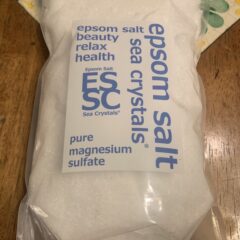 epsom salt
beauty
relax
health
Epsom Salt
ES
SC
Sea Crystals®
pure
magnesium
sulfate
epsom salt
sea crystals®